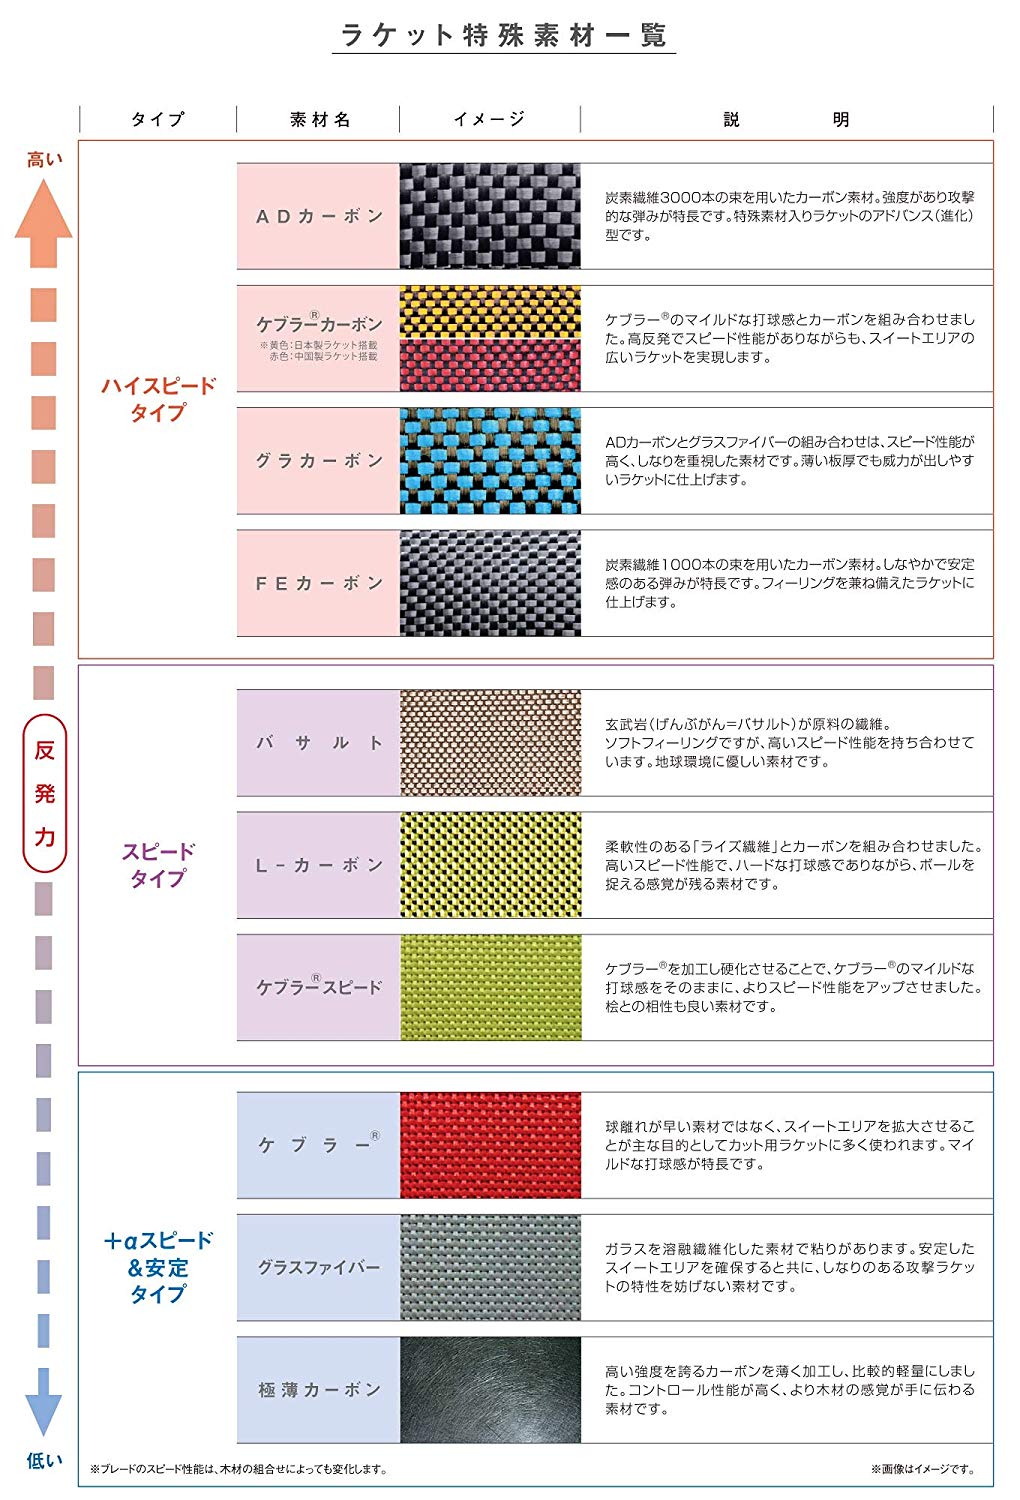 ラケット特殊素材一覧
タイプ 素材名 イメージ 説明
高い
ハイスピード
タイプ
ADカーボン
炭素繊維3000本の束を用いたカーボン素材。強度があり攻撃
的な弾みが特長です。特殊素材入りラケットのアドバンス(進化)
型です。
ケブラー®カーボン
※黄色:日本製ラケット搭載
赤色:中国製ラケット搭載
ケブラー®のマイルドな打球感とカーボンを組み合わせまし
た。高反発でスピード性能がありながらも、スイートエリアの
広いラケットを実現します。
グラカーボン
ADカーボンとグラスファイバーの組み合わせは、スピード性能が
高く、しなりを重視した素材です。薄い板厚でも威力が出しやす
いラケットに仕上げます。
FEカーボン
炭素繊維1000本の束を用いたカーボン素材。しなやかで安定
感のある弾みが特長です。フィーリングを兼ね備えたラケットに
仕上げます。
反発力
スピード
タイプ
バサルト
玄武岩(げんぶがん=バサルト)が原料の繊維。
ソフトフィーリングですが、高いスピード性能を持ち合わせて
います。地球環境に優しい素材です。
L-カーボン
柔軟性のある「ライズ繊維」とカーボンを組み合わせました。
高いスピード性能で、ハードな打球感でありながら、ボールを
捉える感覚が残る素材です。
ケブラー®スピード
ケブラー®を加工し硬化させることで、ケブラー®のマイルドな
打球感をそのままに、よりスピード性能をアップさせました。
桧との相性も良い素材です。
+αスピード
&安定
タイプ
ケブラー®
球離れが早い素材ではなく、スイートエリアを拡大させるこ
とが主な目的としてカット用ラケットに多く使われます。マイ
ルドな打球感が特長です。
グラスファイバー
ガラスを溶融繊維化した素材で粘りがあります。安定した
スイートエリアを確保すると共に、しなりのある攻撃ラケッ
トの特性を妨げない素材です。
極薄カーボン
高い強度を誇るカーボンを薄く加工し、比較的軽量にしまし
た。コントロール性能が高く、より木材の感覚が手に伝わる
素材です。
低い
※ブレードのスピード性能は、木材の組合せによっても変化します。
※画像はイメージです。